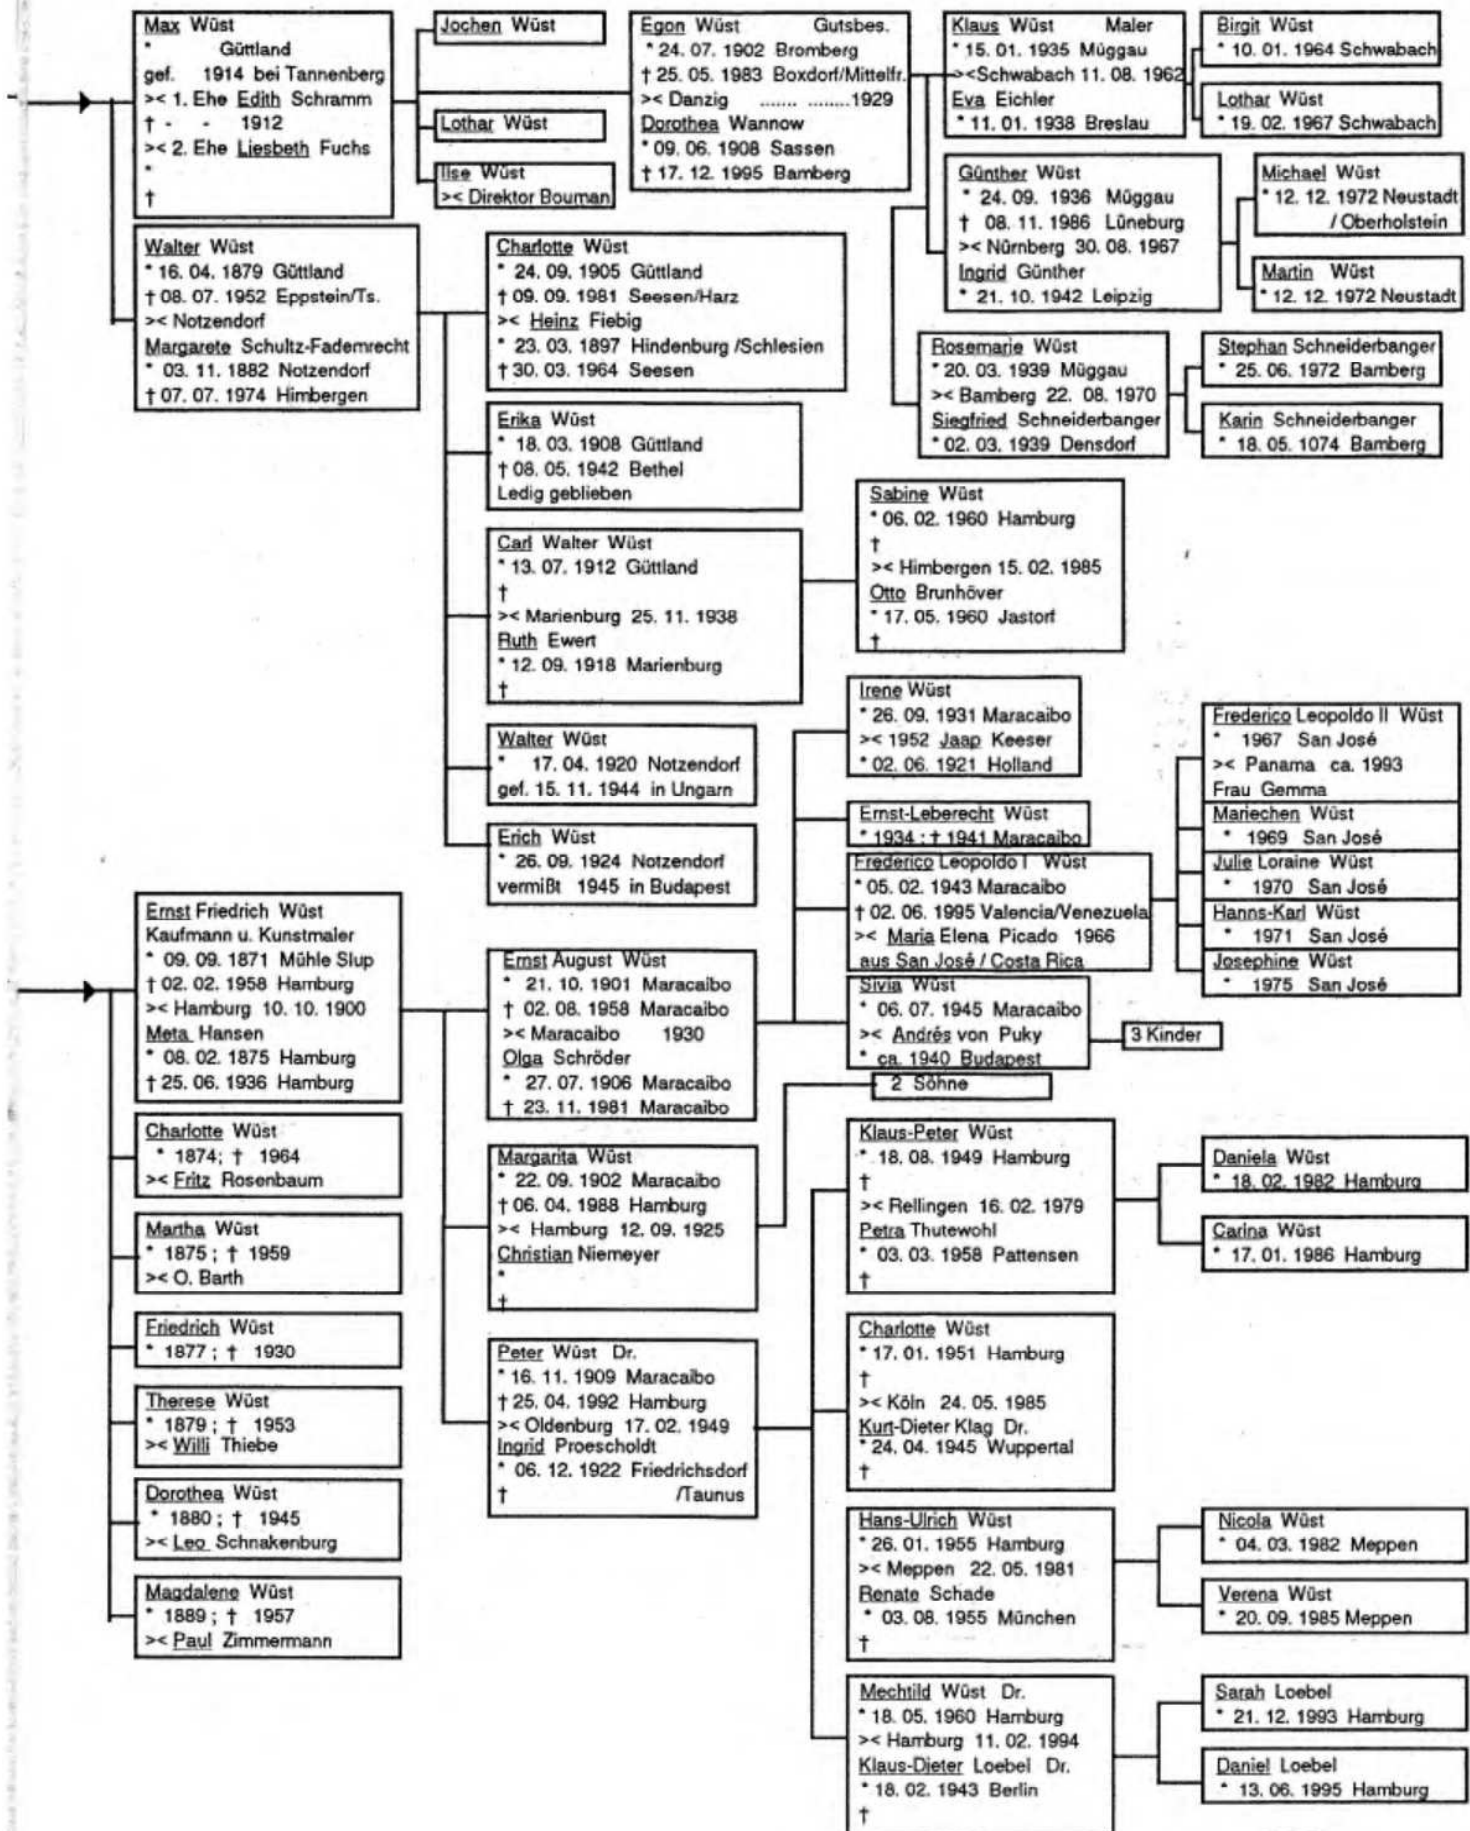 Max Wüst
* Güttland
gef. 1914 bei Tannenberg
>< 1. Ehe Edith Schramm
† - - 1912
>< 2. Ehe Liesbeth Fuchs
*
†
Jochen Wüst
Lothar Wüst
Ilse Wüst
>< Direktor Bouman
Egon Wüst Gutsbes.
* 24. 07. 1902 Bromberg
† 25. 05. 1983 Boxdorf/Mittelfr.
>< Danzig ....... ........1929
Dorothea Wannow
* 09. 06. 1908 Sassen
† 17. 12. 1995 Bamberg
Klaus Wüst Maler
* 15. 01. 1935 Müggau
><Schwabach 11. 08. 1962
Eva Eichler
* 11. 01. 1938 Breslau
Birgit Wüst
* 10. 01. 1964 Schwabach
Lothar Wüst
* 19. 02. 1967 Schwabach
Günther Wüst
* 24. 09. 1936 Müggau
† 08. 11. 1986 Lüneburg
>< Nürnberg 30. 08. 1967
Ingrid Günther
* 21. 10. 1942 Leipzig
Michael Wüst
* 12. 12. 1972 Neustadt
/ Oberholstein
Martin Wüst
* 12. 12. 1972 Neustadt
Rosemarie Wüst
* 20. 03. 1939 Müggau
>< Bamberg 22. 08. 1970
Siegfried Schneiderbanger
* 02. 03. 1939 Densdorf
Stephan Schneiderbanger
* 25. 06. 1972 Bamberg
Karin Schneiderbanger
* 18. 05. 1074 Bamberg
Walter Wüst
* 16. 04. 1879 Güttland
† 08. 07. 1952 Eppstein/Ts.
>< Notzendorf
Margarete Schultz-Fademrecht
* 03. 11. 1882 Notzendorf
† 07. 07. 1974 Himbergen
Charlotte Wüst
* 24. 09. 1905 Güttland
† 09. 09. 1981 Seesen/Harz
>< Heinz Fiebig
* 23. 03. 1897 Hindenburg /Schlesien
† 30. 03. 1964 Seesen
Erika Wüst
* 18. 03. 1908 Güttland
† 08. 05. 1942 Bethel
Ledig geblieben
Carl Walter Wüst
* 13. 07. 1912 Güttland
†
>< Marienburg 25. 11. 1938
Ruth Ewert
* 12. 09. 1918 Marienburg
†
Sabine Wüst
* 06. 02. 1960 Hamburg
†
>< Himbergen 15. 02. 1985
Otto Brunhöver
* 17. 05. 1960 Jastorf
†
Walter Wüst
* 17. 04. 1920 Notzendorf
gef. 15. 11. 1944 in Ungarn
Erich Wüst
* 26. 09. 1924 Notzendorf
vermißt 1945 in Budapest
Ernst Friedrich Wüst
Kaufmann u. Kunstmaler
* 09. 09. 1871 Mühle Slup
† 02. 02. 1958 Hamburg
>< Hamburg 10. 10. 1900
Meta Hansen
* 08. 02. 1875 Hamburg
† 25. 06. 1936 Hamburg
Charlotte Wüst
* 1874; † 1964
>< Fritz Rosenbaum
Martha Wüst
* 1875 ; † 1959
>< O. Barth
Friedrich Wüst
* 1877 ; † 1930
Therese Wüst
* 1879 ; † 1953
>< Willi Thiebe
Dorothea Wüst
* 1880 ; † 1945
>< Leo Schnakenburg
Magdalene Wüst
* 1889 ; † 1957
>< Paul Zimmermann
Ernst August Wüst
* 21. 10. 1901 Maracaibo
† 02. 08. 1958 Maracaibo
>< Maracaibo 1930
Olga Schröder
* 27. 07. 1906 Maracaibo
† 23. 11. 1981 Maracaibo
Irene Wüst
* 26. 09. 1931 Maracaibo
>< 1952 Jaap Keeser
* 02. 06. 1921 Holland
Ernst-Leberecht Wüst
* 1934 ; † 1941 Maracaibo
Frederico Leopoldo I Wüst
* 05. 02. 1943 Maracaibo
† 02. 06. 1995 Valencia/Venezuela
>< Maria Elena Picado 1966
aus San José / Costa Rica
Frederico Leopoldo II Wüst
* 1967 San José
>< Panama ca. 1993
Frau Gemma
Mariechen Wüst
* 1969 San José
Julie Loraine Wüst
* 1970 San José
Hanns-Karl Wüst
* 1971 San José
Josephine Wüst
* 1975 San José
Sivia Wüst
* 06. 07. 1945 Maracaibo
>< Andrés von Puky
* ca. 1940 Budapest
3 Kinder
Margarita Wüst
* 22. 09. 1902 Maracaibo
† 06. 04. 1988 Hamburg
>< Hamburg 12. 09. 1925
Christian Niemeyer
*
†
2 Söhne
Peter Wüst Dr.
* 16. 11. 1909 Maracaibo
† 25. 04. 1992 Hamburg
>< Oldenburg 17. 02. 1949
Ingrid Proescholdt
* 06. 12. 1922 Friedrichsdorf
† /Taunus
Klaus-Peter Wüst
* 18. 08. 1949 Hamburg
†
>< Rellingen 16. 02. 1979
Petra Thutewohl
* 03. 03. 1958 Pattensen
†
Daniela Wüst
* 18. 02. 1982 Hamburg
Carina Wüst
* 17. 01. 1986 Hamburg
Charlotte Wüst
* 17. 01. 1951 Hamburg
†
>< Köln 24. 05. 1985
Kurt-Dieter Klag Dr.
* 24. 04. 1945 Wuppertal
†
Hans-Ulrich Wüst
* 26. 01. 1955 Hamburg
>< Meppen 22. 05. 1981
Renate Schade
* 03. 08. 1955 München
†
Nicola Wüst
* 04. 03. 1982 Meppen
Verena Wüst
* 20. 09. 1985 Meppen
Mechtild Wüst Dr.
* 18. 05. 1960 Hamburg
>< Hamburg 11. 02. 1994
Klaus-Dieter Loebel Dr.
* 18. 02. 1943 Berlin
†
Sarah Loebel
* 21. 12. 1993 Hamburg
Daniel Loebel
* 13. 06. 1995 Hamburg